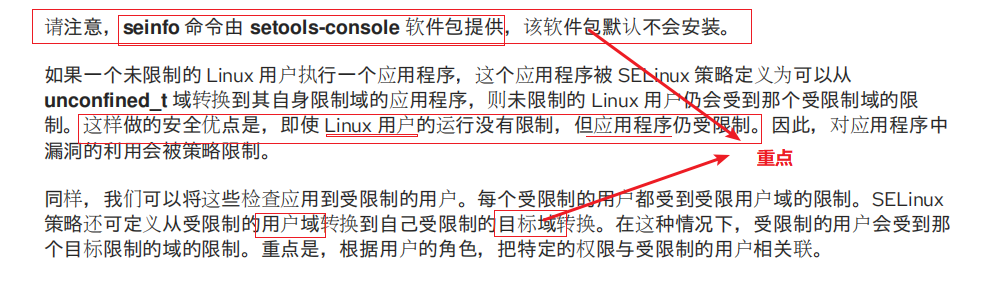 请注意，seinfo 命令由 setools-console 软件包提供，该软件包默认不会安装。
如果一个未限制的 Linux 用户执行一个应用程序，这个应用程序被 SELinux 策略定义为可以从
unconfined_t 域转换到其自身限制域的应用程序，则未限制的 Linux 用户仍会受到那个受限制域的限
制。这样做的安全优点是，即使 Linux 用户的运行没有限制，但应用程序仍受限制。因此，对应用程序中
漏洞的利用会被策略限制。
重点
同样，我们可以将这些检查应用到受限制的用户。每个受限制的用户都受到受限用户域的限制。SELinux
策略还可定义从受限制的用户域转换到自己受限制的目标域转换。在这种情况下，受限制的用户会受到那
个目标限制的域的限制。重点是，根据用户的角色，把特定的权限与受限制的用户相关联。